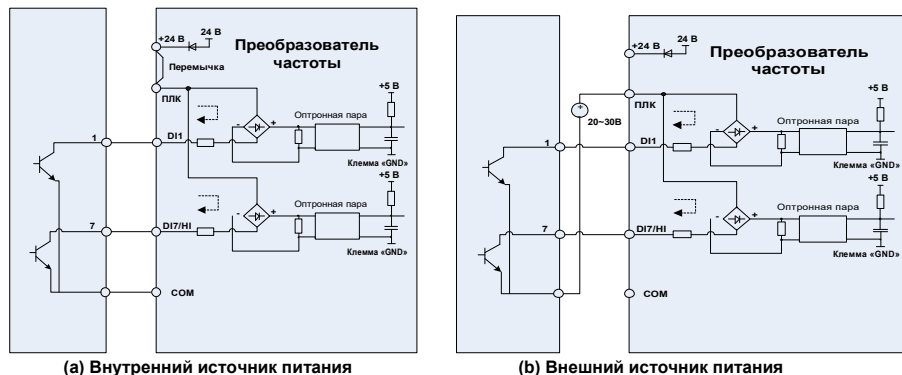 24 В
+24 В
Преобразователь
частоты
Перемычка
ПЛК
+5 В
1
DI1
- +
Оптронная пара
Клемма «GND»
+5 В
7
DI7/HI
- +
Оптронная пара
Клемма «GND»
COM
(a) Внутренний источник питания
24 В
+24 В
Преобразователь
частоты
ПЛК
+
20~30В
+5 В
1
DI1
- +
Оптронная пара
Клемма «GND»
+5 В
7
DI7/HI
- +
Оптронная пара
Клемма «GND»
COM
(b) Внешний источник питания